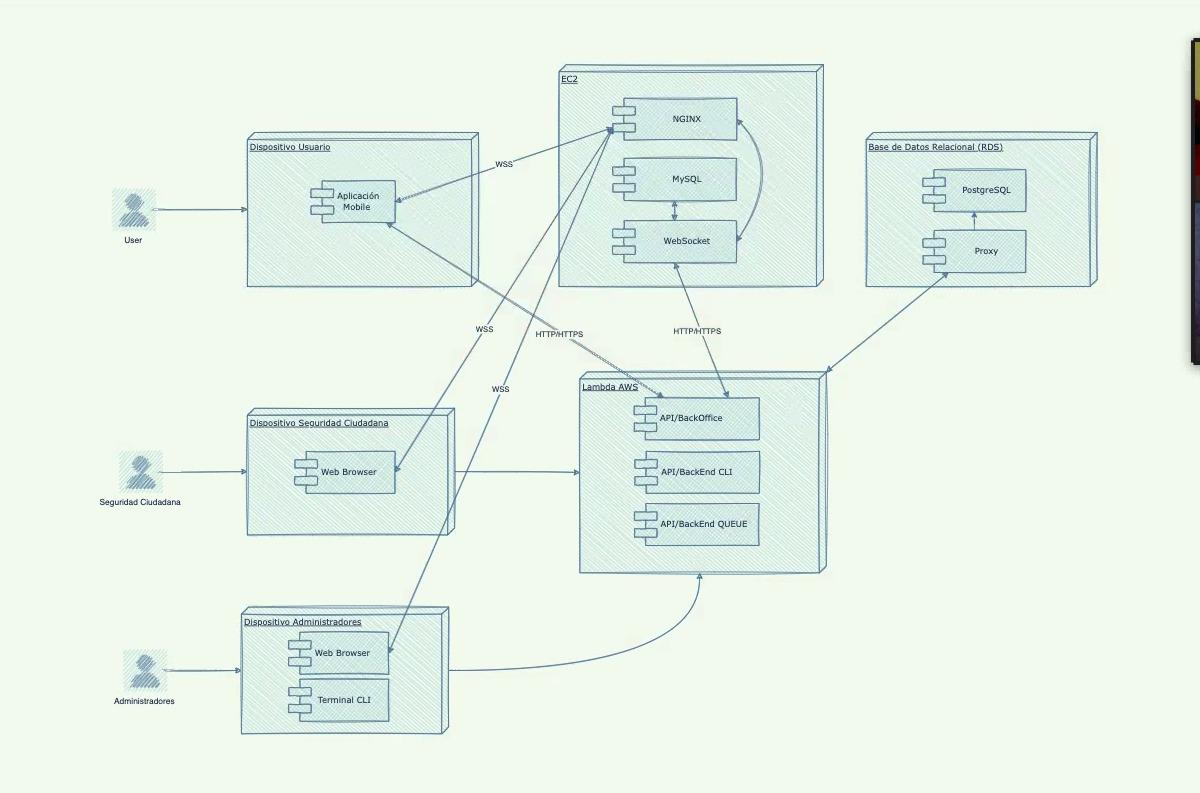 EC2
NGINX
MySQL
WebSocket
Dispositivo Usuario
Aplicación
Mobile
User
Base de Datos Relacional (RDS)
PostgreSQL
Proxy
WSS
WSS
HTTP/HTTPS
HTTP/HTTPS
WSS
Lambda AWS
API/BackOffice
API/BackEnd CLI
API/BackEnd QUEUE
Dispositivo Seguridad Ciudadana
Web Browser
Seguridad Ciudadana
Dispositivo Administradores
Web Browser
Terminal CLI
Administradores